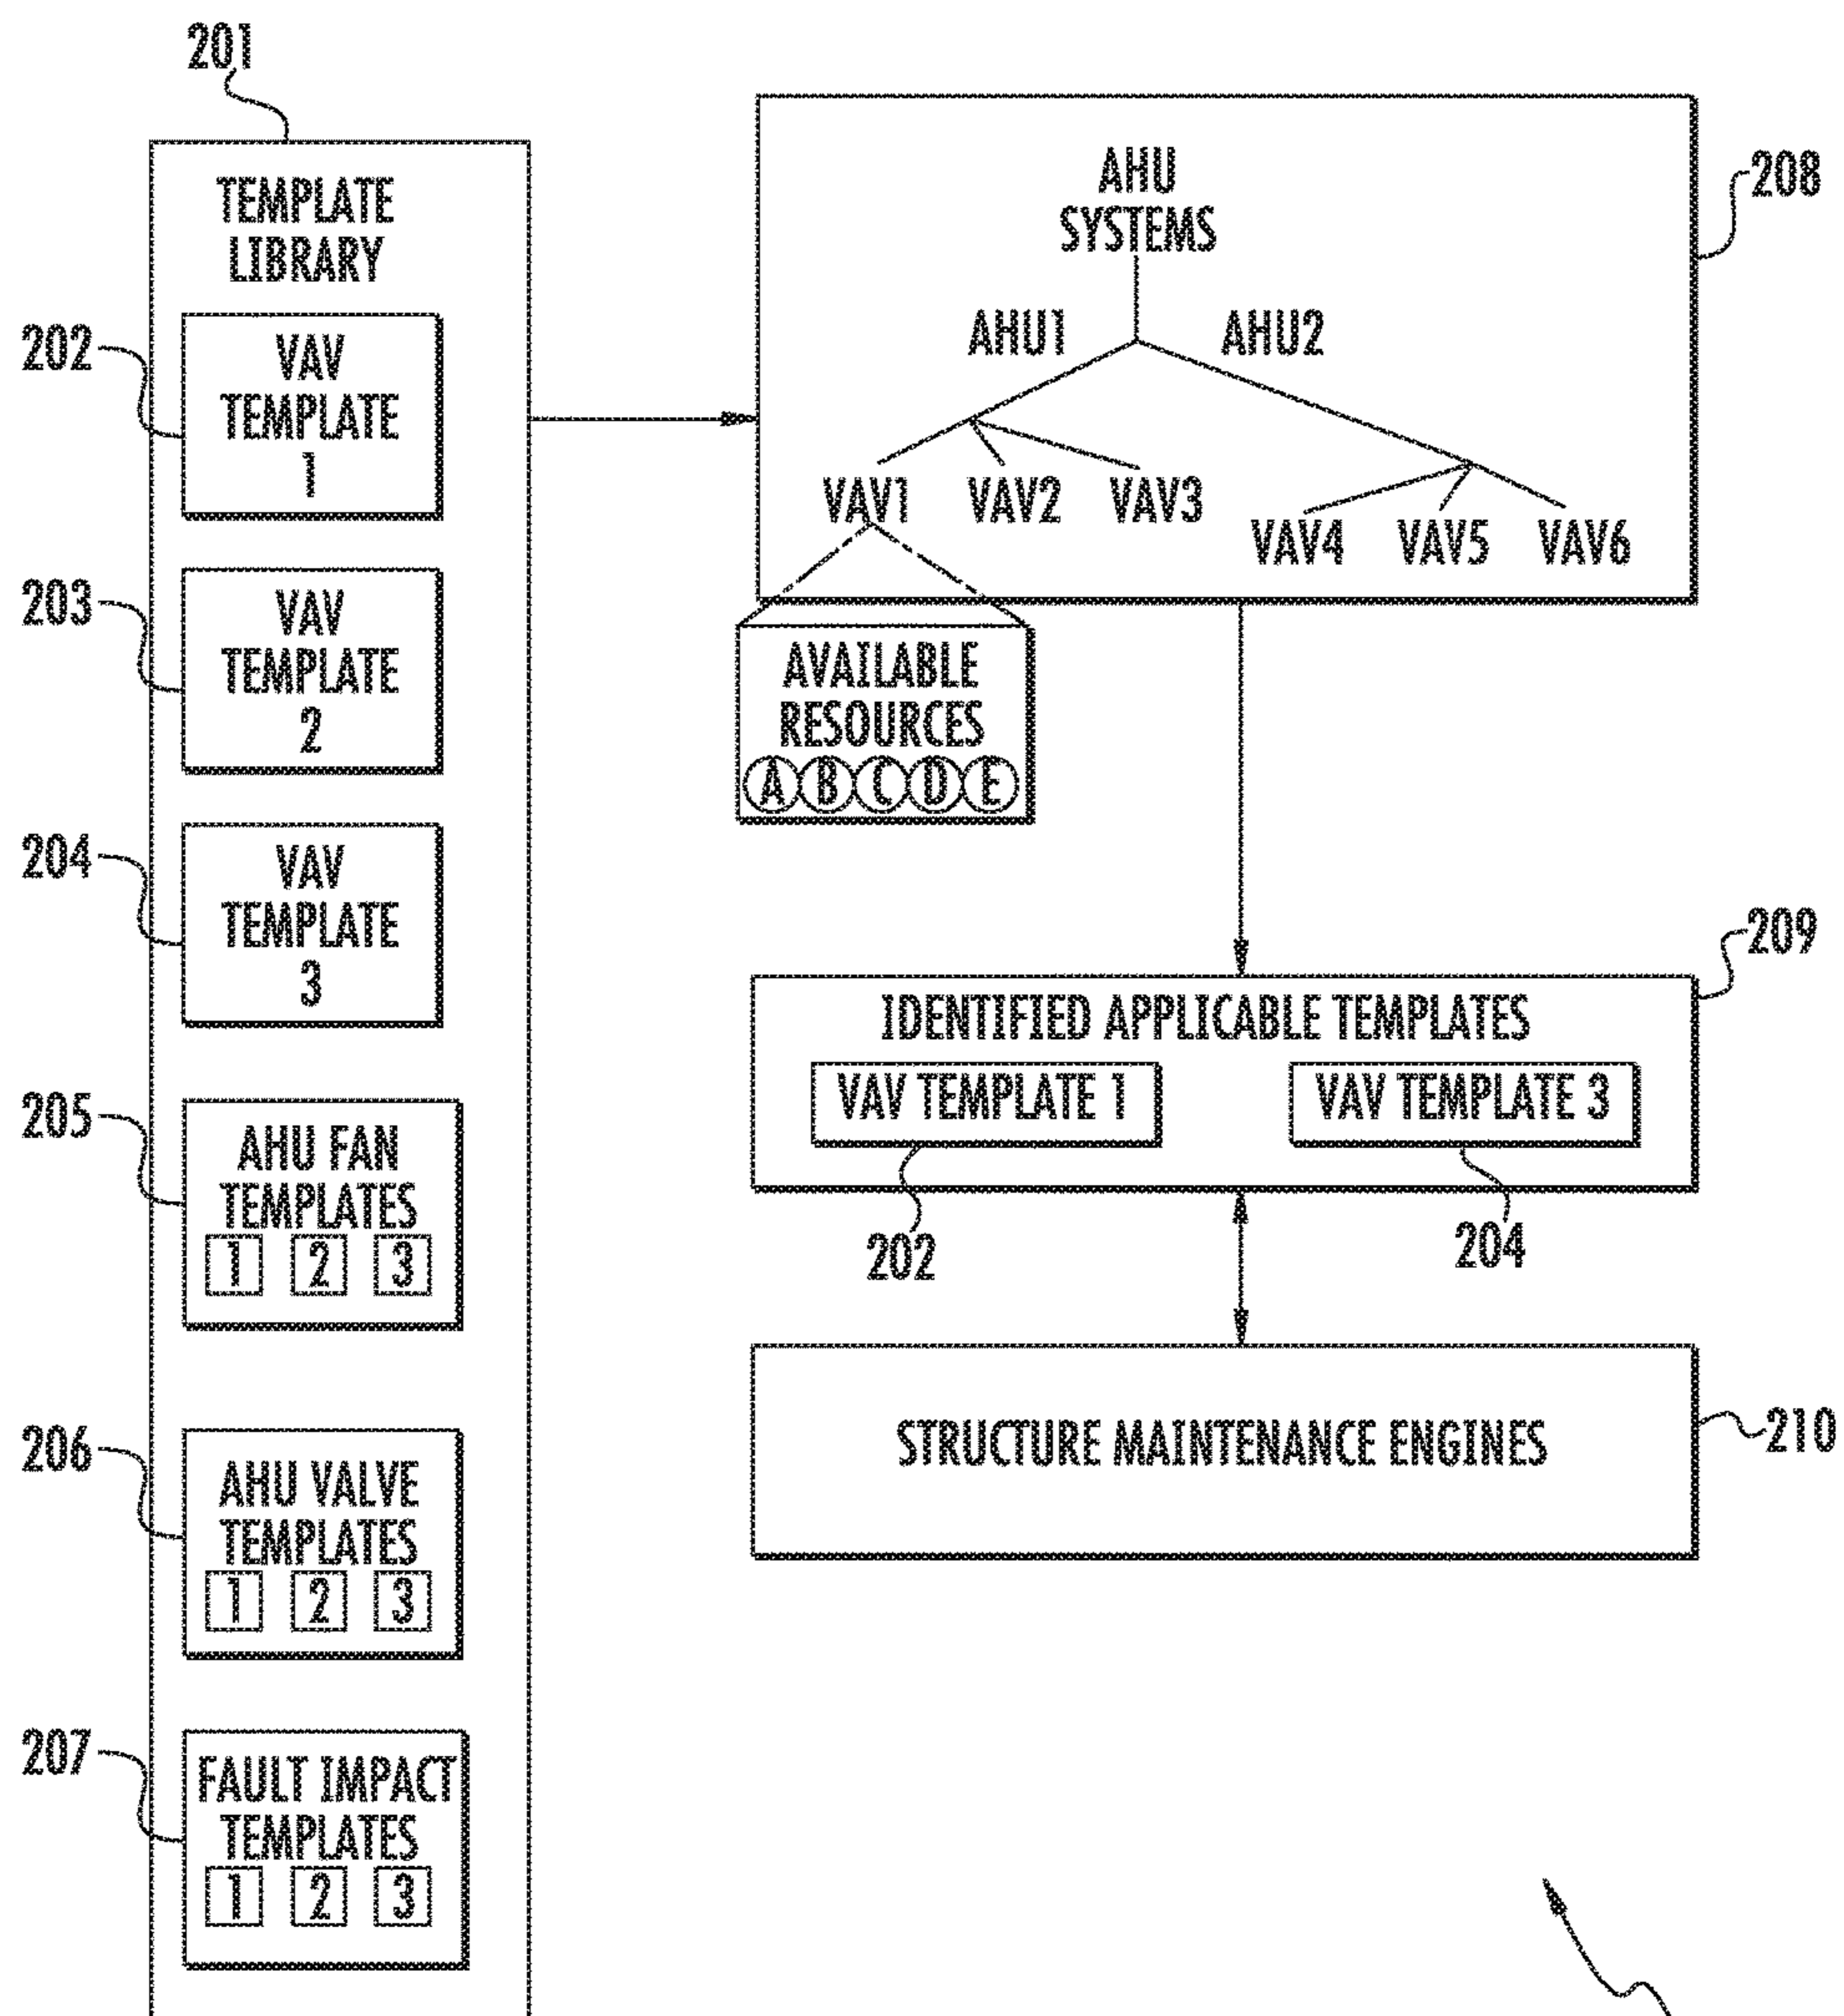 201
TEMPLATE
LIBRARY
202
VAV
TEMPLATE
1
203
VAV
TEMPLATE
2
204
VAV
TEMPLATE
3
205
AHU FAN
TEMPLATES
1 2 3
206
AHU VALVE
TEMPLATES
1 2 3
207
FAULT IMPACT
TEMPLATES
1 2 3
208
AHU
SYSTEMS
AHU1 AHU2
VAV1 VAV2 VAV3
VAV4 VAV5 VAV6
AVAILABLE
RESOURCES
A B C D E
209
IDENTIFIED APPLICABLE TEMPLATES
VAV TEMPLATE 1 VAV TEMPLATE 3
202 204
STRUCTURE MAINTENANCE ENGINES
210